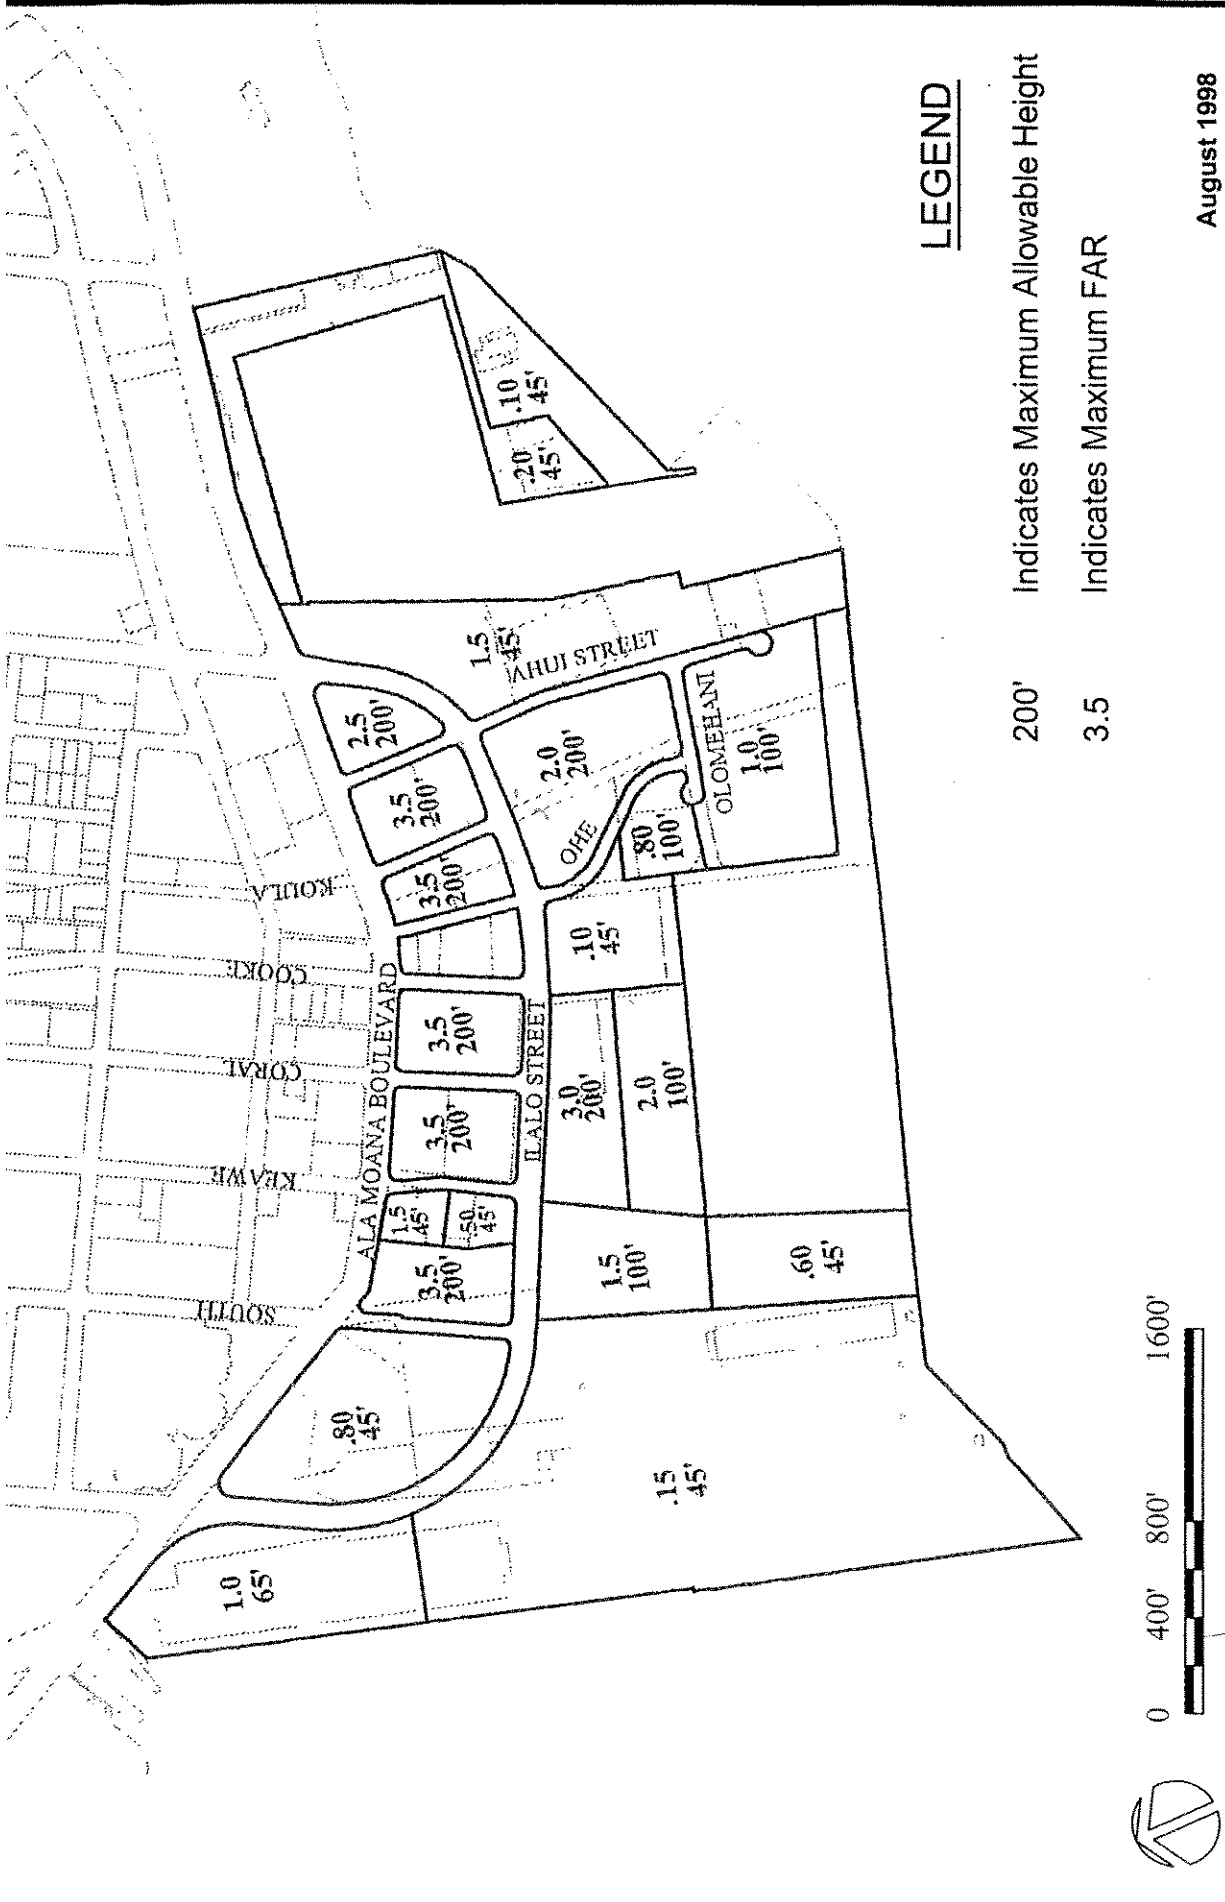 LEGEND
200' Indicates Maximum Allowable Height
3.5 Indicates Maximum FAR
August 1998
0 400' 800' 1600'
SOUTH
KEAWE
CORAL
COOKE
KOULA
ALA MOANA BOULEVARD
ILALO STREET
AHUI STREET
OHE
OLOMEHANI
1.0
65'
.80
45'
.15
45'
3.5
200'
1.5
45'
.50
45'
3.5
200'
3.5
200'
3.5
200'
3.5
200'
2.5
200'
1.5
45'
2.0
200'
.80
100'
1.0
100'
.10
45'
3.0
200'
2.0
100'
1.5
100'
.60
45'
.20
45'
.10
45'